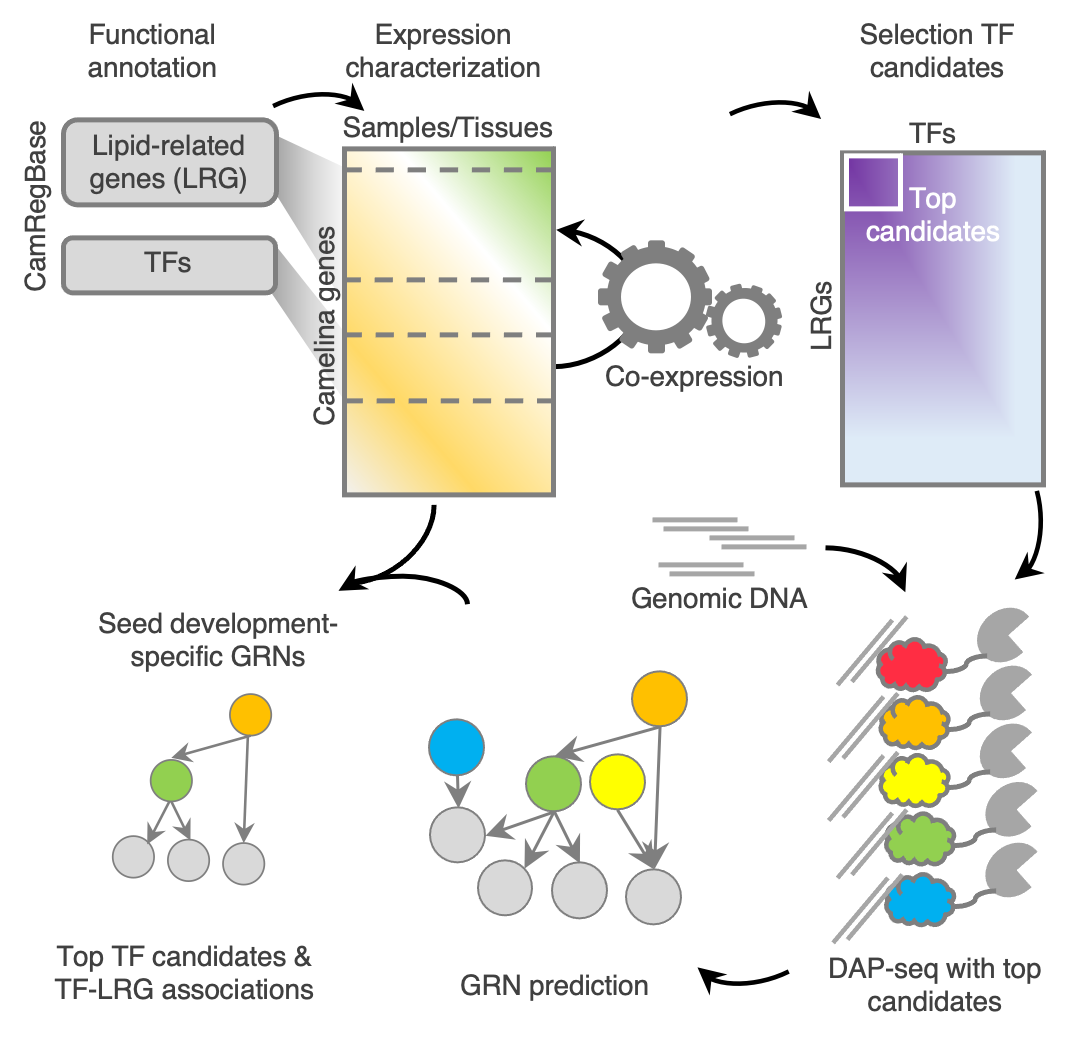 Functional
annotation
Expression
characterization
Selection TF
candidates
CamRegBase
Lipid-related
genes (LRG)
TFs
Samples/Tissues
Camelina genes
Co-expression
TFs
LRGs
Top
candidates
Genomic DNA
Seed development-
specific GRNs
Top TF candidates &
TF-LRG associations
GRN prediction
DAP-seq with top
candidates